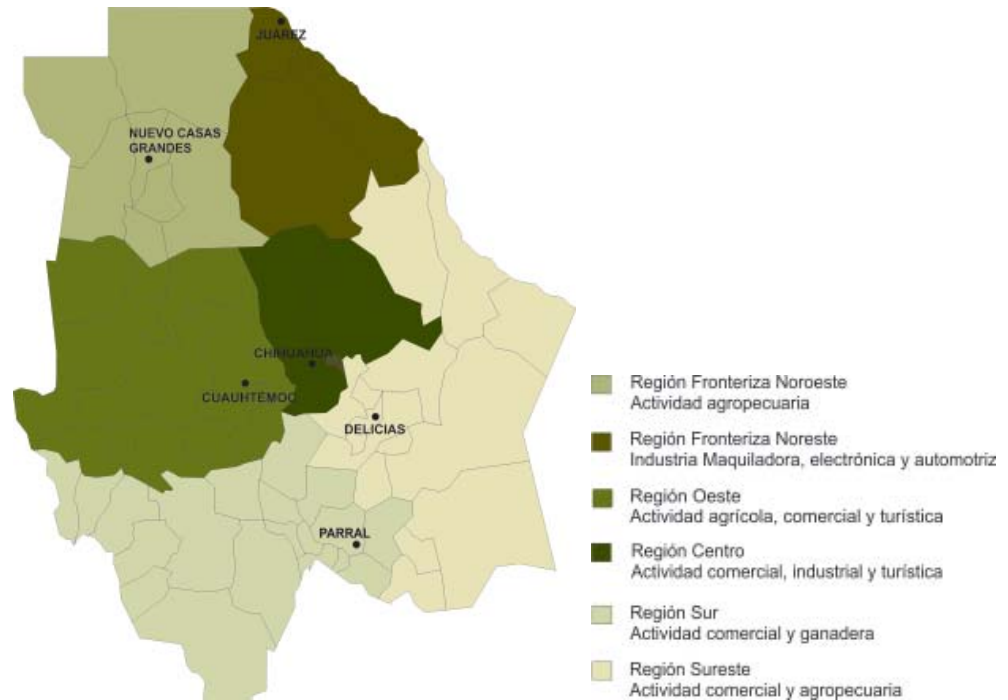 JUÁREZ
NUEVO CASAS
GRANDES
CHIHUAHUA
CUAUHTEMOC
DELICIAS
PARRAL
Región Fronteriza Noroeste
Actividad agropecuaria
Región Fronteriza Noreste
Industria Maquiladora, electrónica y automotriz
Región Oeste
Actividad agrícola, comercial y turística
Región Centro
Actividad comercial, industrial y turística
Región Sur
Actividad comercial y ganadera
Región Sureste
Actividad comercial y agropecuaria